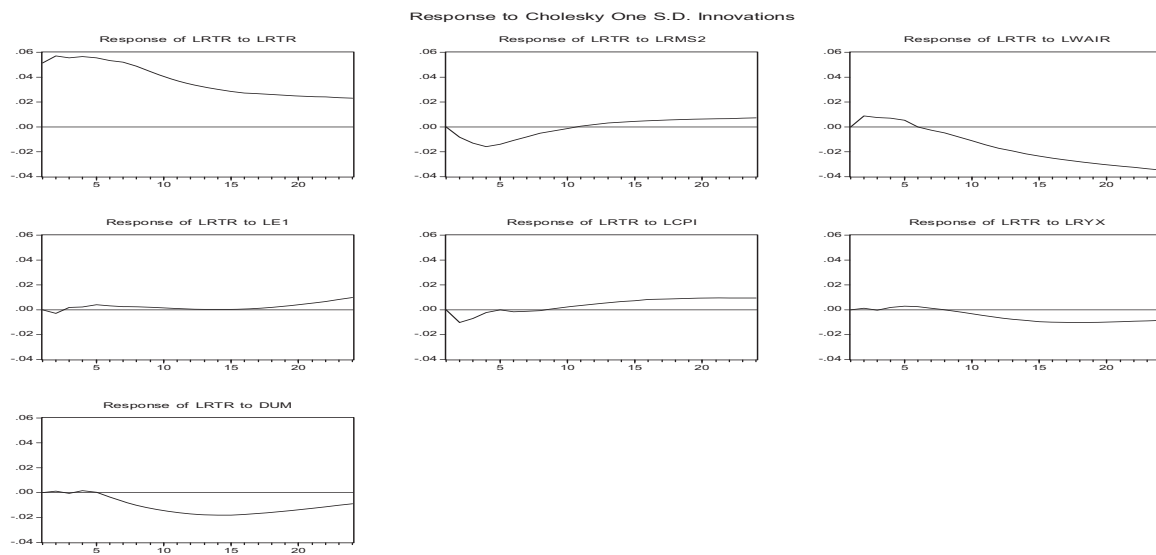 Response to Cholesky One S.D. Innovations
Response of LRTR to LRTR
.06
.04
.02
.00
-.02
-.04
5 10 15 20
Response of LRTR to LRMS2
.06
.04
.02
.00
-.02
-.04
5 10 15 20
Response of LRTR to LWAIR
.06
.04
.02
.00
-.02
-.04
5 10 15 20
Response of LRTR to LE1
.06
.04
.02
.00
-.02
-.04
5 10 15 20
Response of LRTR to LCPI
.06
.04
.02
.00
-.02
-.04
5 10 15 20
Response of LRTR to LRYX
.06
.04
.02
.00
-.02
-.04
5 10 15 20
Response of LRTR to DUM
.06
.04
.02
.00
-.02
-.04
5 10 15 20